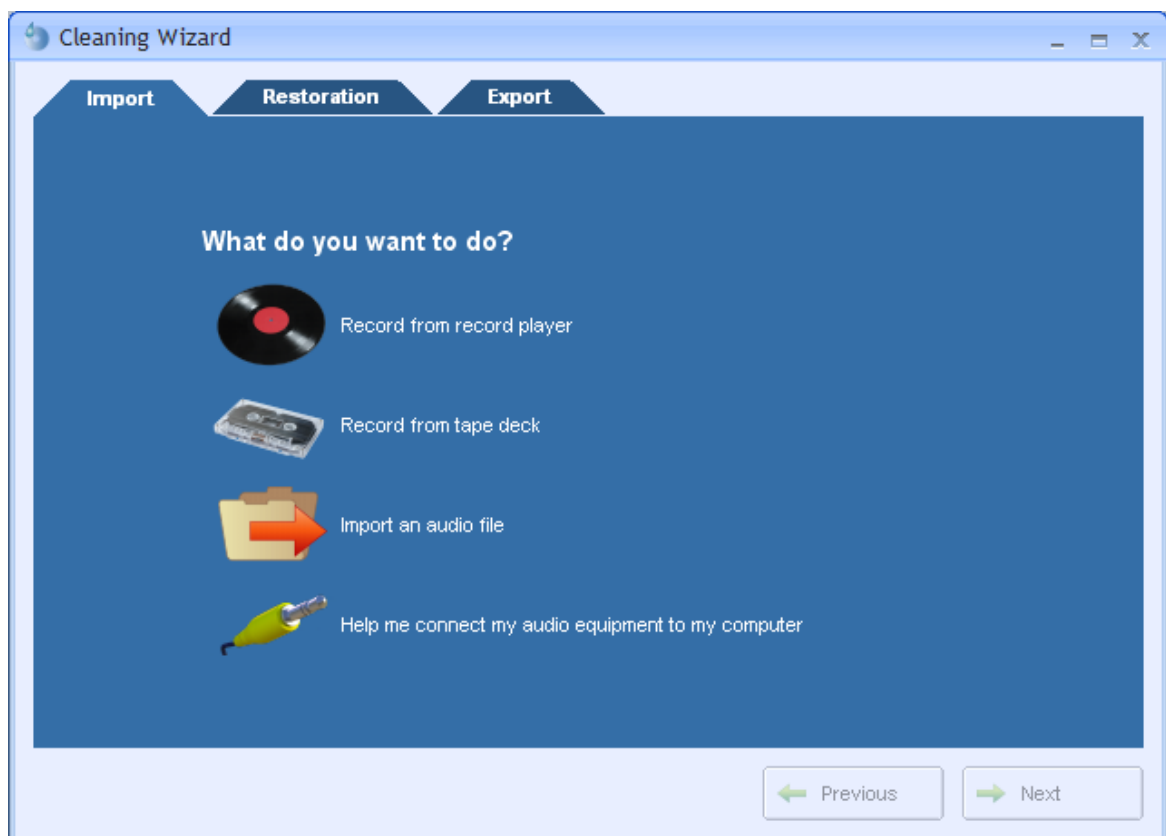 Cleaning Wizard
Import
Restoration
Export
What do you want to do?
Record from record player
Record from tape deck
Import an audio file
Help me connect my audio equipment to my computer
Previous
Next